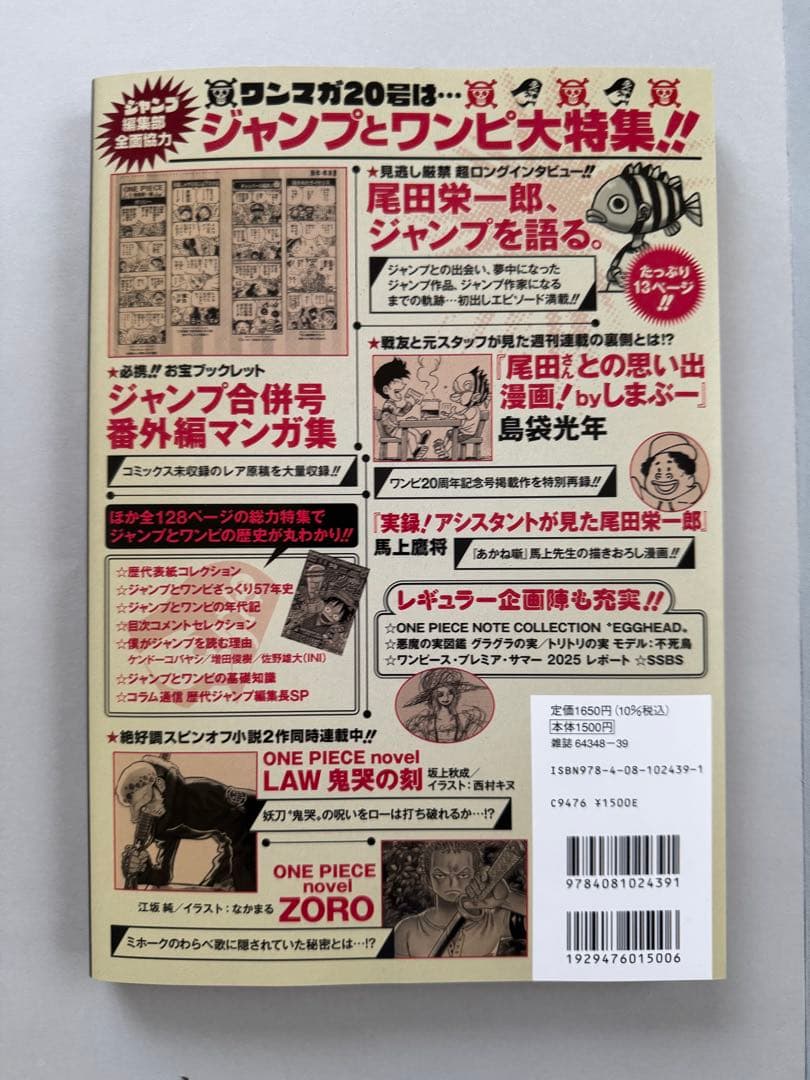 ジャンプ
編集部
全面協力
ワンマガ20号は…
ジャンプとワンピ大特集!!
ONE PIECE
★必携!! お宝ブックレット
ジャンプ合併号
番外編マンガ集
コミックス未収録のレア原稿を大量収録!!
★見逃し厳禁 超ロングインタビュー!!
尾田栄一郎、
ジャンプを語る。
ジャンプとの出会い、夢中になった
ジャンプ作品、ジャンプ作家になる
までの軌跡…初出しエピソード満載!!
たっぷり
13ページ
!!
★戦友と元スタッフが見た週刊連載の裏側とは!?
『尾田さんとの思い出
漫画!byしまぶー』
島袋光年
ワンピ20周年記念号掲載作を特別再録!!
『実録!アシスタントが見た尾田栄一郎』
馬上鷹将
『あかね噺』馬上先生の描きおろし漫画!!
ほか全128ページの総力特集で
ジャンプとワンピの歴史が丸わかり!!
☆歴代表紙コレクション
☆ジャンプとワンピざっくり57年史
☆ジャンプとワンピの年代記
☆目次コメントセレクション
☆僕がジャンプを読む理由
ケンドーコバヤシ/増田俊樹/佐野雄大(INI)
☆ジャンプとワンピの基礎知識
☆コラム通信 歴代ジャンプ編集長SP
レギュラー企画陣も充実!!
☆ONE PIECE NOTE COLLECTION “EGGHEAD”
☆悪魔の実図鑑 グラグラの実/トリトリの実 モデル:不死鳥
☆ワンピース・プレミア・サマー 2025 レポート ☆SSBS
★絶好調スピンオフ小説2作同時連載中!!
ONE PIECE novel
LAW 鬼哭の刻
坂上秋成/
イラスト:西村キヌ
妖刀“鬼哭”の呪いをローは打ち破れるか…!?
ONE PIECE
novel
ZORO
江坂 純/イラスト:なかまる
ミホークのわらべ歌に隠されていた秘密とは…!?
定価1650円(10%税込)
本体1500円
雑誌 64348-39
ISBN978-4-08-102439-1
C9476 ¥1500E
9784081024391
1929476015006